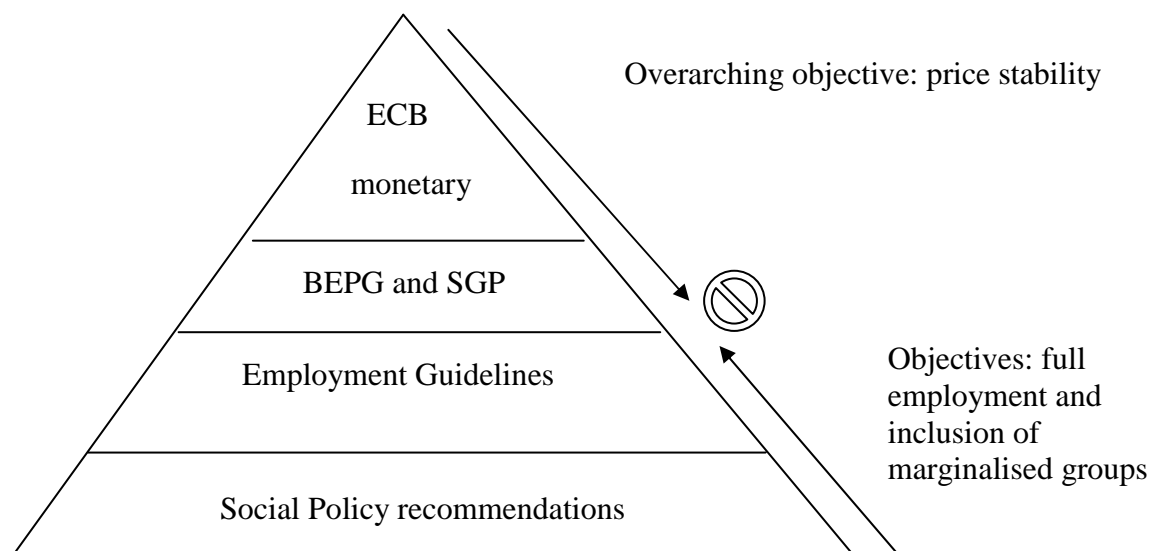 Overarching objective: price stability
ECB
monetary
BEPG and SGP
Employment Guidelines
Objectives: full
employment and
inclusion of
marginalised groups
Social Policy recommendations